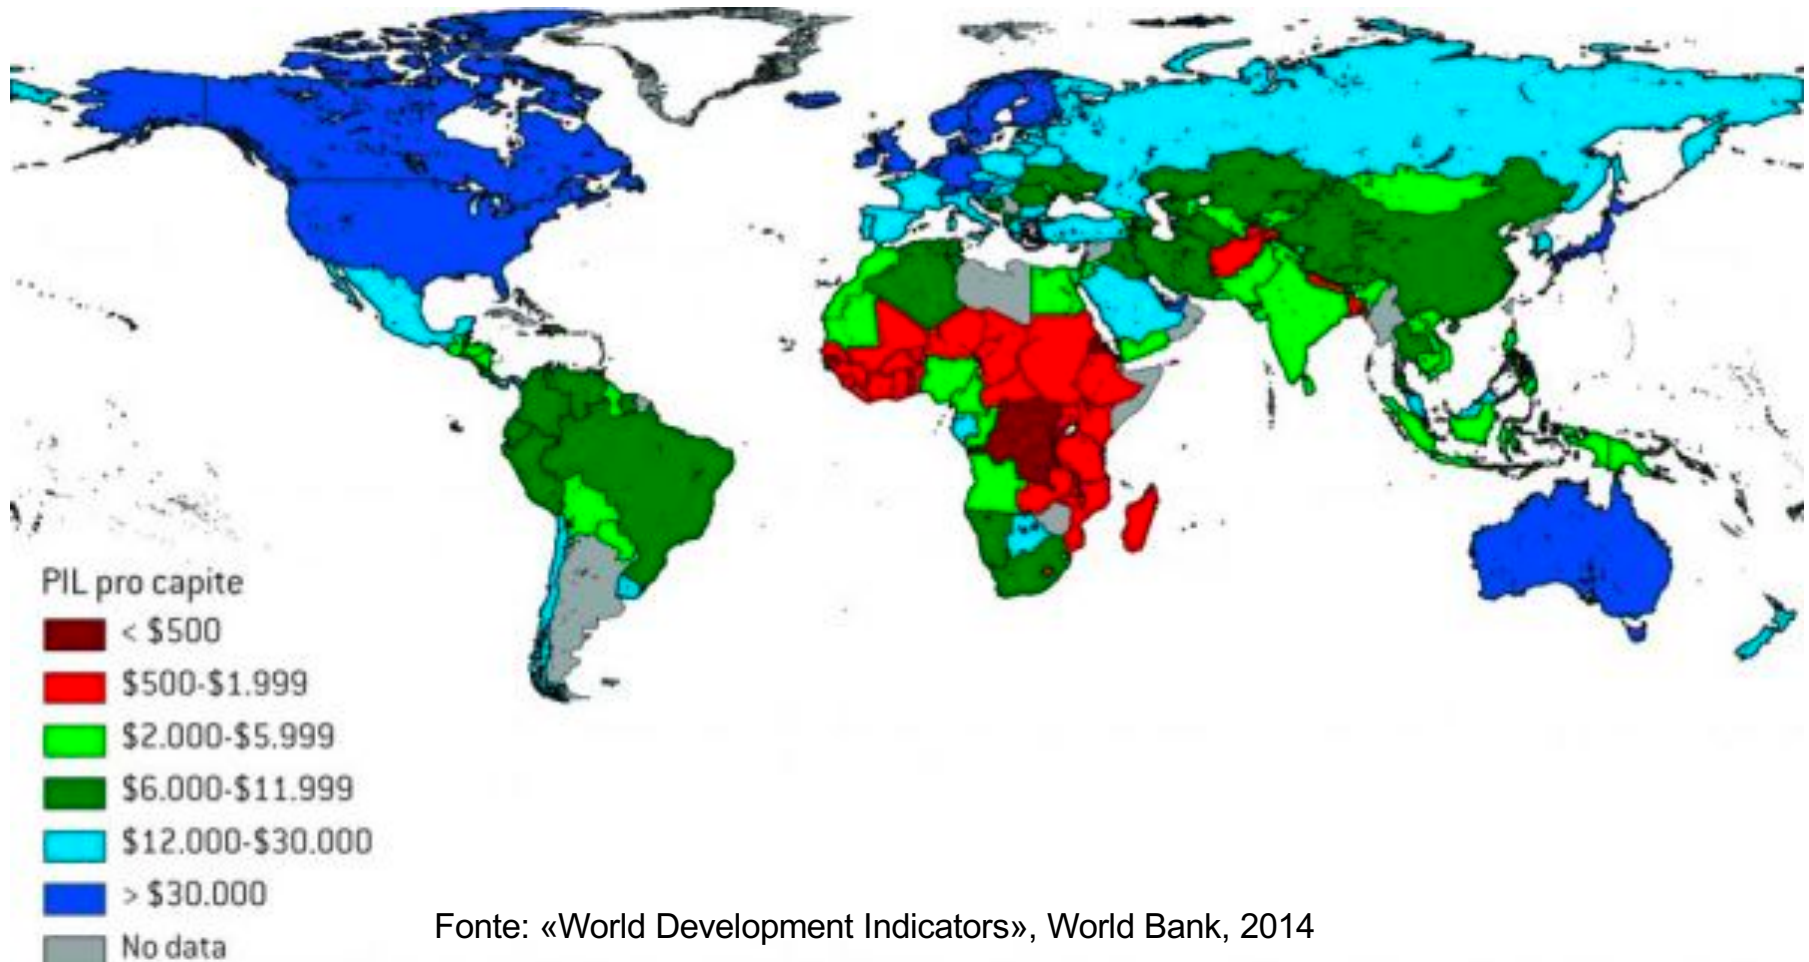 PIL pro capite
< $500
$500-$1.999
$2.000-$5.999
$6.000-$11.999
$12.000-$30.000
> $30.000
No data
Fonte: «World Development Indicators», World Bank, 2014